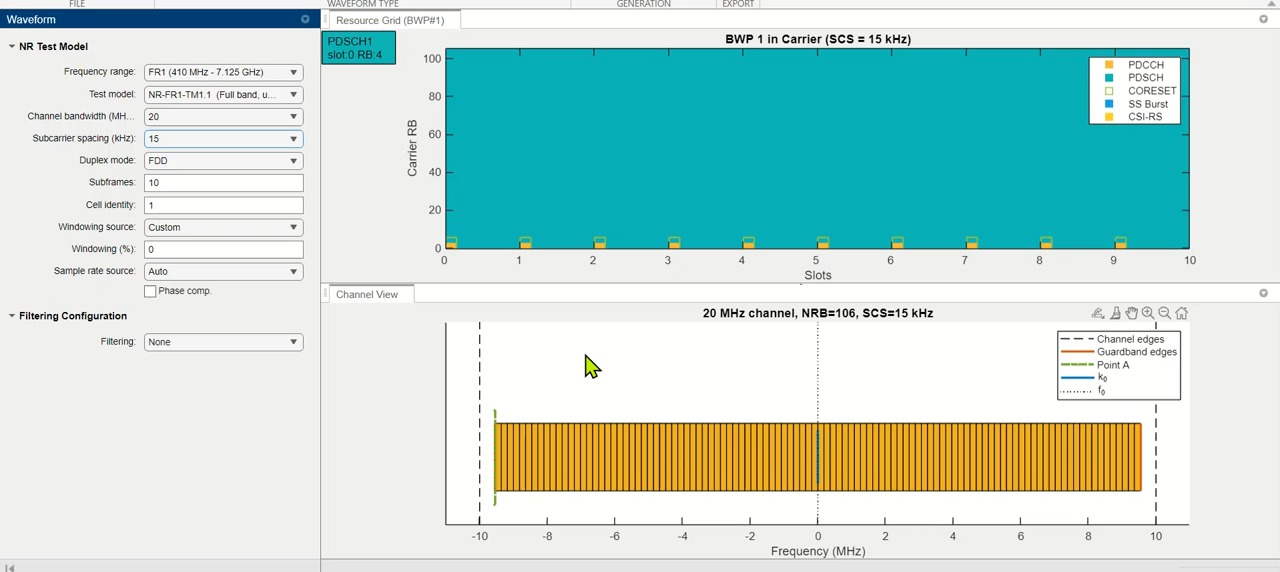 FILE
WAVEFORM TYPE
GENERATION
EXPORT
Waveform
NR Test Model
Frequency range: FR1 (410 MHz - 7.125 GHz)
Test model: NR-FR1-TM1.1 (Full band, u...
Channel bandwidth (MH... 20
Subcarrier spacing (kHz): 15
Duplex mode: FDD
Subframes: 10
Cell identity: 1
Windowing source: Custom
Windowing (%): 0
Sample rate source: Auto
Phase comp.
Filtering Configuration
Filtering: None
Resource Grid (BWP#1)
PDSCH1
slot:0 RB:4
BWP 1 in Carrier (SCS = 15 kHz)
Carrier RB
100
80
60
40
20
0
0 1 2 3 4 5 6 7 8 9 10
Slots
PDCCH
PDSCH
CORESET
SS Burst
CSI-RS
Channel View
20 MHz channel, NRB=106, SCS=15 kHz
Channel edges
Guardband edges
Point A
k0
f0
-10 -8 -6 -4 -2 0 2 4 6 8 10
Frequency (MHz)